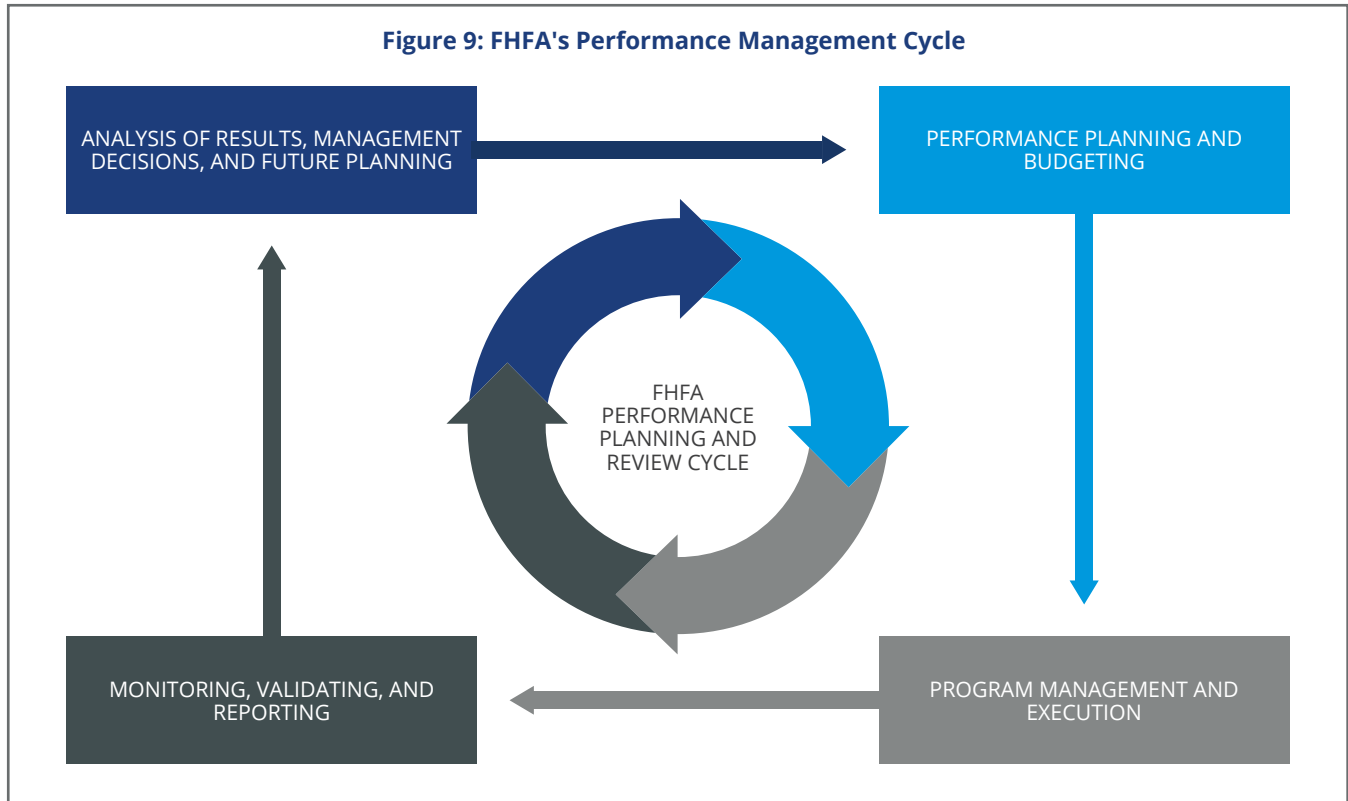 Figure 9: FHFA's Performance Management Cycle
ANALYSIS OF RESULTS, MANAGEMENT
DECISIONS, AND FUTURE PLANNING
PERFORMANCE PLANNING AND
BUDGETING
FHFA
PERFORMANCE
PLANNING AND
REVIEW CYCLE
MONITORING, VALIDATING, AND
REPORTING
PROGRAM MANAGEMENT AND
EXECUTION